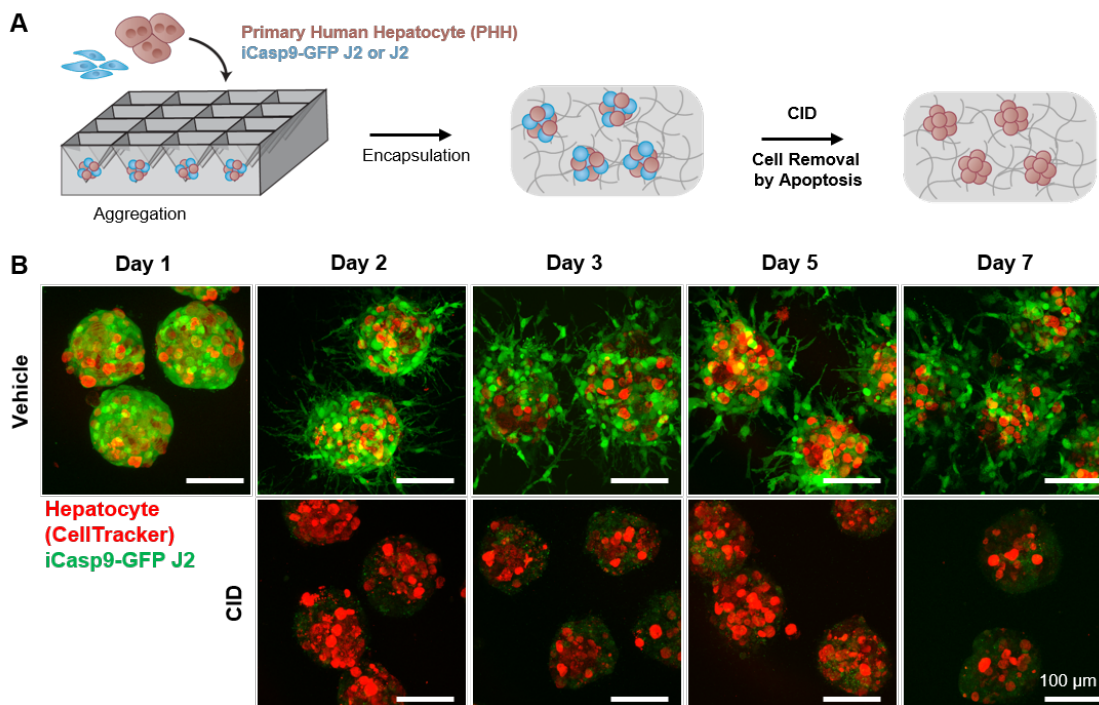 A
Primary Human Hepatocyte (PHH)
iCasp9-GFP J2 or J2
Aggregation
Encapsulation
CID
Cell Removal
by Apoptosis
B
Day 1
Day 2
Day 3
Day 5
Day 7
Vehicle
Hepatocyte
(CellTracker)
iCasp9-GFP J2
CID
100 µm